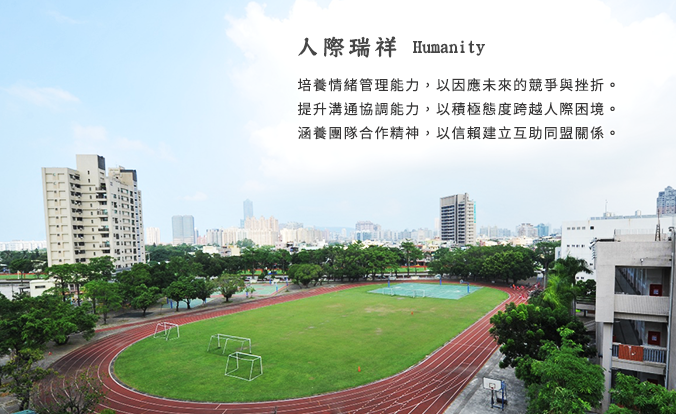 人際瑞祥 Humanity
培養情緒管理能力，以因應未來的競爭與挫折。
提升溝通協調能力，以積極態度跨越人際困境。
涵養團隊合作精神，以信賴建立互助同盟關係。